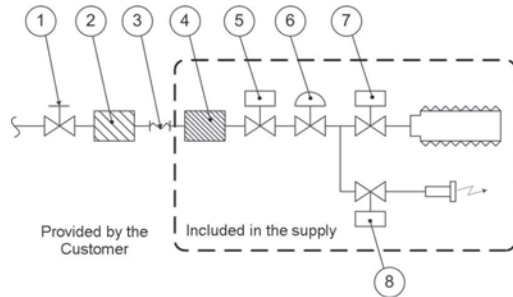 1
2
3
4
5
6
7
Provided by the
Customer
Included in the supply
8